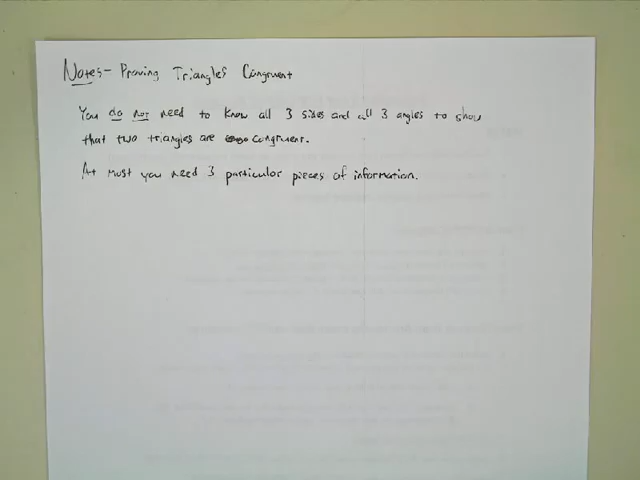 Notes - Proving Triangles Congruent
You do not need to know all 3 sides and all 3 angles to show
that two triangles are congruent.
At most you need 3 particular pieces of information.